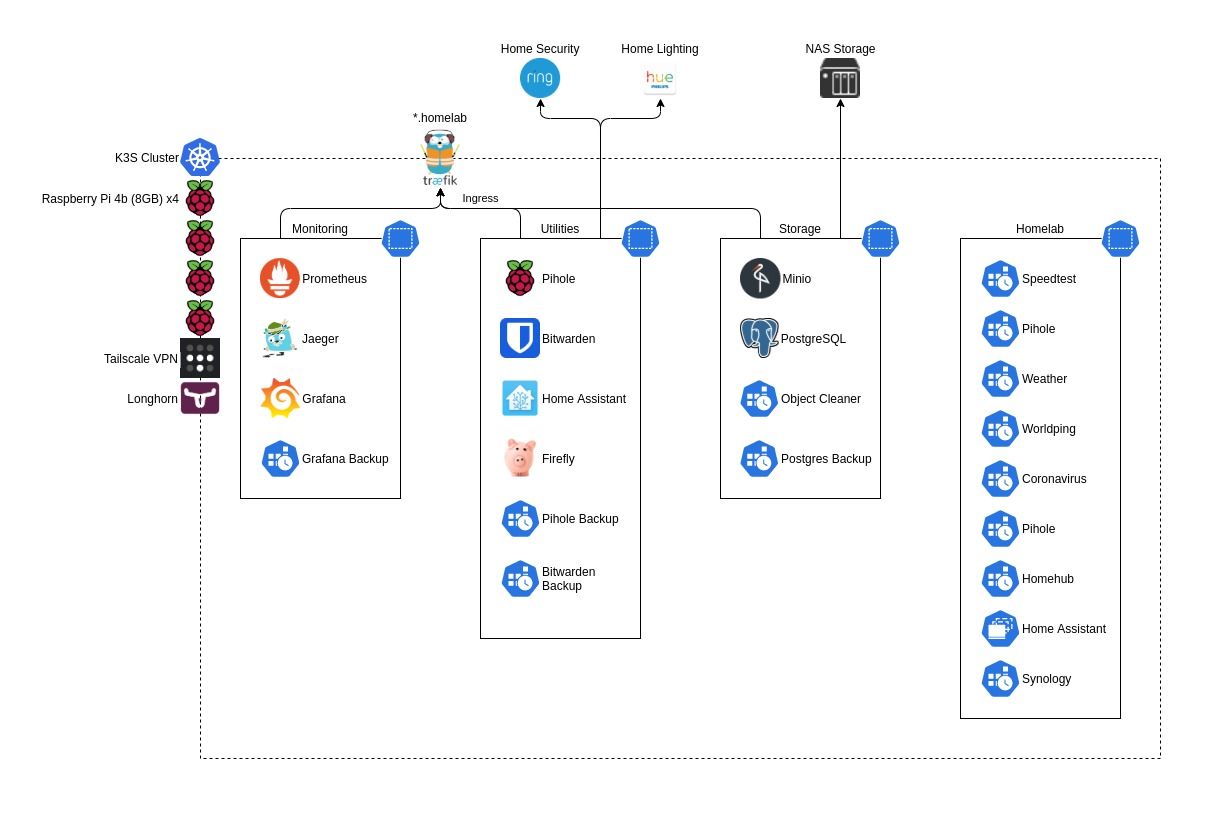 Home Security
Home Lighting
NAS Storage
ring
hue
PHILIPS
*.homelab
træfik
K3S Cluster
Raspberry Pi 4b (8GB) x4
Tailscale VPN
Longhorn
Ingress
Monitoring
Prometheus
Jaeger
Grafana
Grafana Backup
Utilities
Pihole
Bitwarden
Home Assistant
Firefly
Pihole Backup
Bitwarden
Backup
Storage
Minio
PostgreSQL
Object Cleaner
Postgres Backup
Homelab
Speedtest
Pihole
Weather
Worldping
Coronavirus
Pihole
Homehub
Home Assistant
Synology